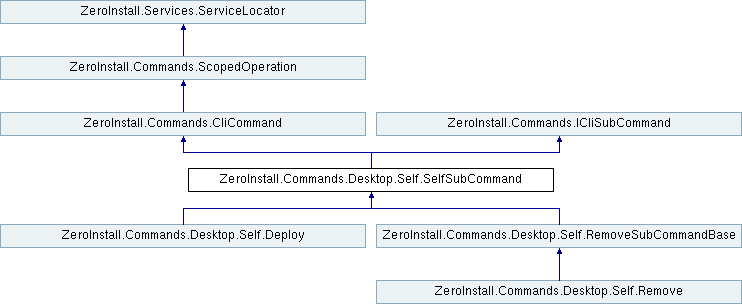 ZeroInstall.Services.ServiceLocator
ZeroInstall.Commands.ScopedOperation
ZeroInstall.Commands.CliCommand
ZeroInstall.Commands.ICliSubCommand
ZeroInstall.Commands.Desktop.Self.SelfSubCommand
ZeroInstall.Commands.Desktop.Self.Deploy
ZeroInstall.Commands.Desktop.Self.RemoveSubCommandBase
ZeroInstall.Commands.Desktop.Self.Remove